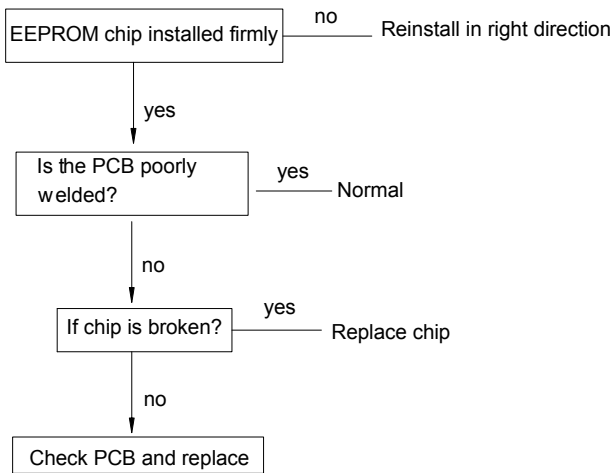 EEPROM chip installed firmly
no
Reinstall in right direction
yes
Is the PCB poorly
welded?
yes
Normal
no
If chip is broken?
yes
Replace chip
no
Check PCB and replace